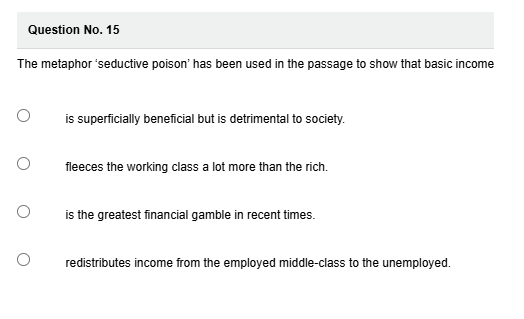 Question No. 15
The metaphor 'seductive poison' has been used in the passage to show that basic income
is superficially beneficial but is detrimental to society.
fleeces the working class a lot more than the rich.
is the greatest financial gamble in recent times.
redistributes income from the employed middle-class to the unemployed.